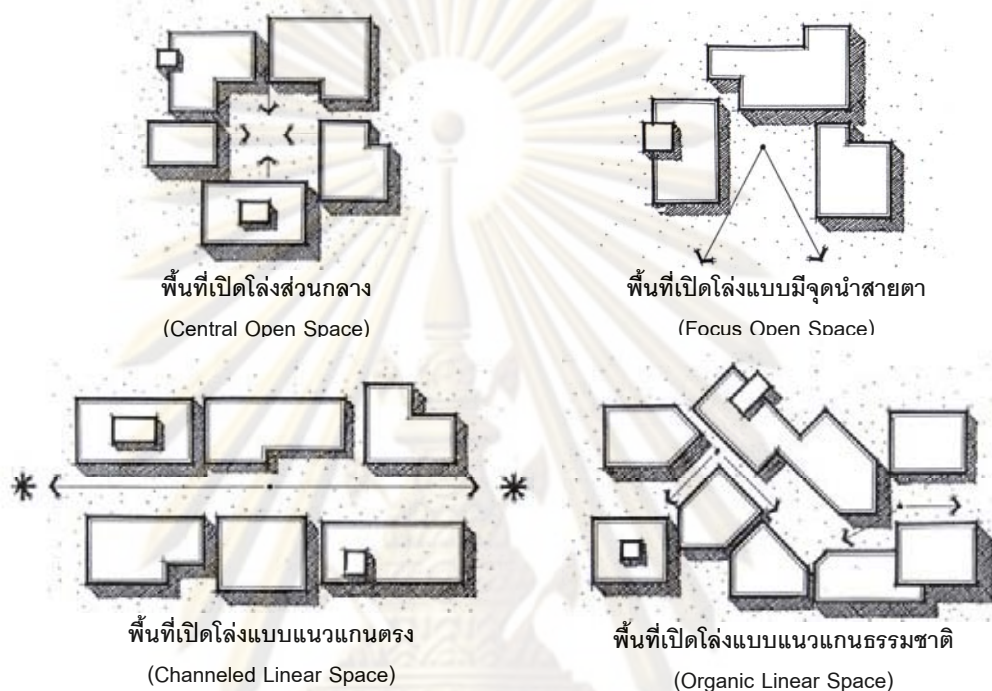 พื้นที่เปิดโล่งส่วนกลาง
(Central Open Space)
พื้นที่เปิดโล่งแบบมีจุดนำสายตา
(Focus Open Space)
พื้นที่เปิดโล่งแบบแนวแกนตรง
(Channeled Linear Space)
พื้นที่เปิดโล่งแบบแนวแกนธรรมชาติ
(Organic Linear Space)